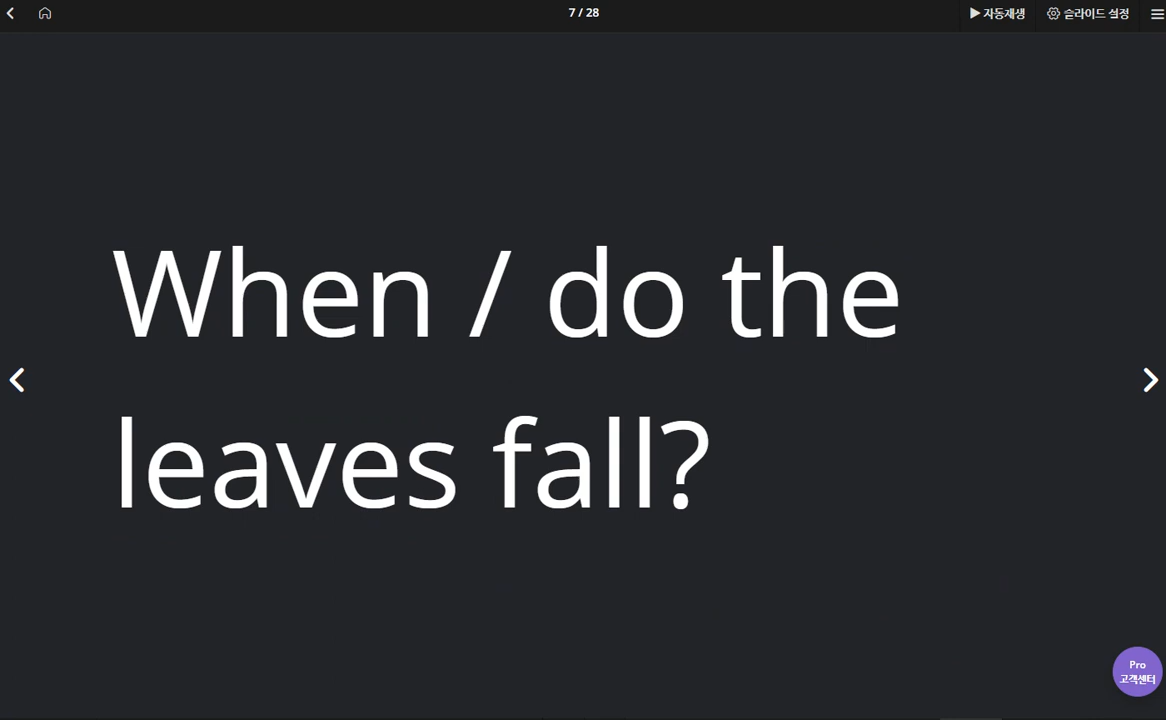 7 / 28
▶ 자동재생
슬라이드 설정
When / do the
leaves fall?
Pro
고객센터